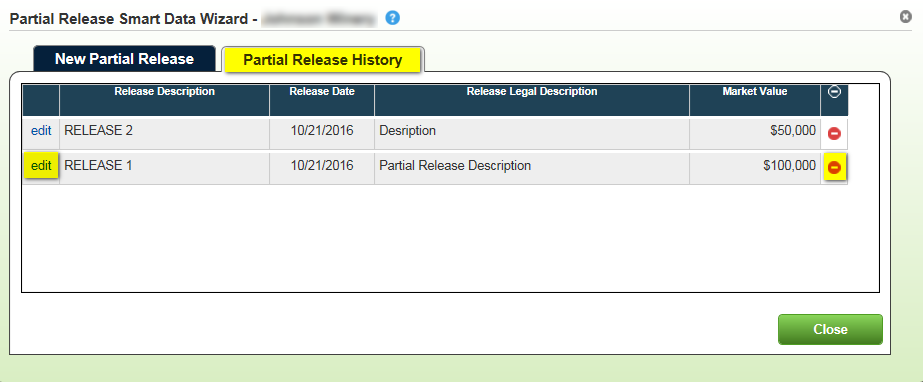 Partial Release Smart Data Wizard -
New Partial Release Partial Release History
Release Description Release Date Release Legal Description Market Value
edit RELEASE 2 10/21/2016 Desription $50,000
edit RELEASE 1 10/21/2016 Partial Release Description $100,000
Close